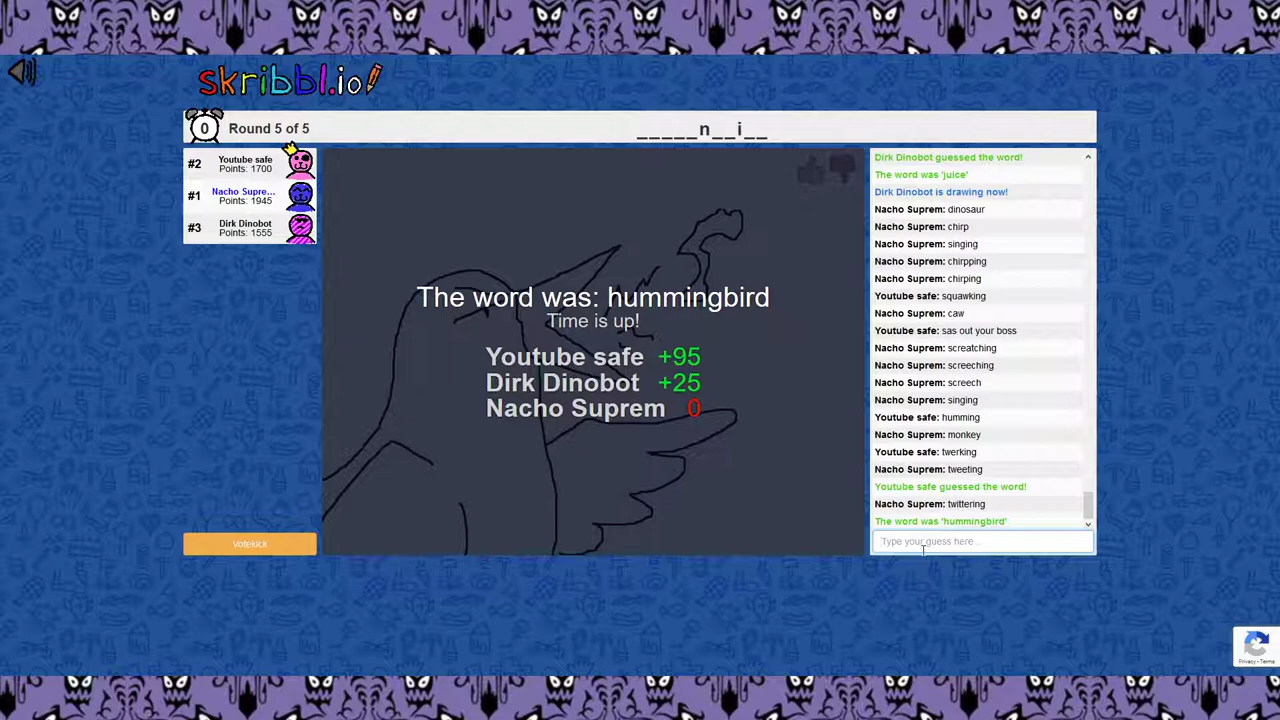 skribbl.io
0
Round 5 of 5
_____n__i__
#2
Youtube safe
Points: 1700
#1
Nacho Supre...
Points: 1945
#3
Dirk Dinobot
Points: 1555
Votekick
The word was: hummingbird
Time is up!
Youtube safe +95
Dirk Dinobot +25
Nacho Suprem 0
Dirk Dinobot guessed the word!
The word was 'juice'
Dirk Dinobot is drawing now!
Nacho Suprem: dinosaur
Nacho Suprem: chirp
Nacho Suprem: singing
Nacho Suprem: chirpping
Nacho Suprem: chirping
Youtube safe: squawking
Nacho Suprem: caw
Youtube safe: sas out your boss
Nacho Suprem: screatching
Nacho Suprem: screeching
Nacho Suprem: screech
Nacho Suprem: singing
Youtube safe: humming
Nacho Suprem: monkey
Youtube safe: twerking
Nacho Suprem: tweeting
Youtube safe guessed the word!
Nacho Suprem: twittering
The word was 'hummingbird'
Type your guess here...
Privacy - Terms